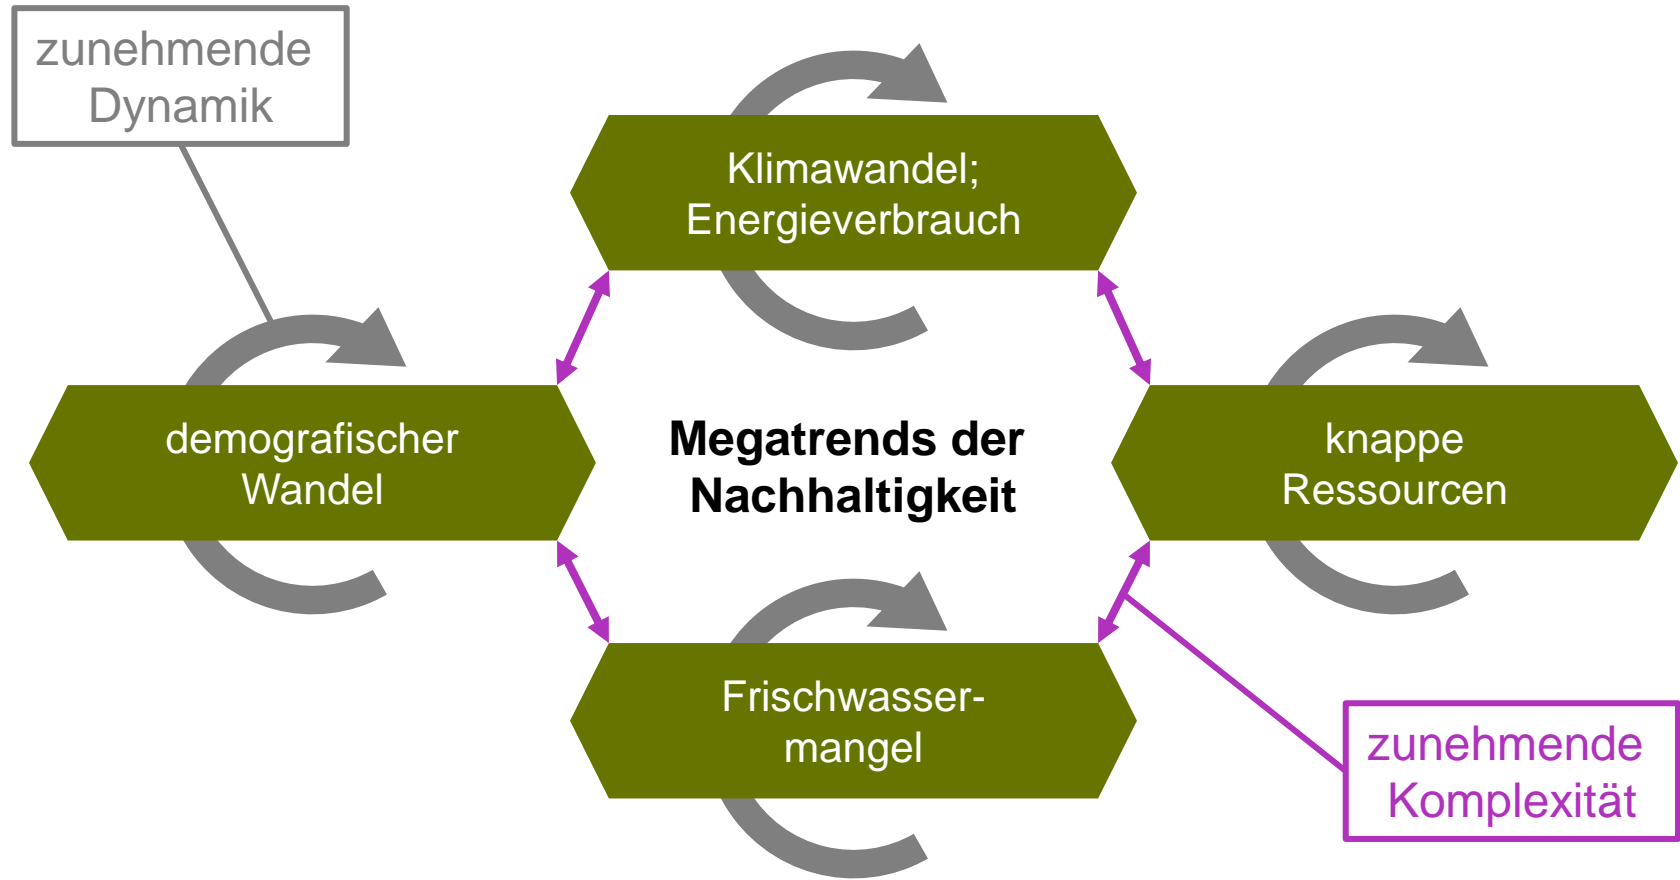 zunehmende
Dynamik
Klimawandel;
Energieverbrauch
demografischer
Wandel
Megatrends der
Nachhaltigkeit
knappe
Ressourcen
Frischwasser-
mangel
zunehmende
Komplexität